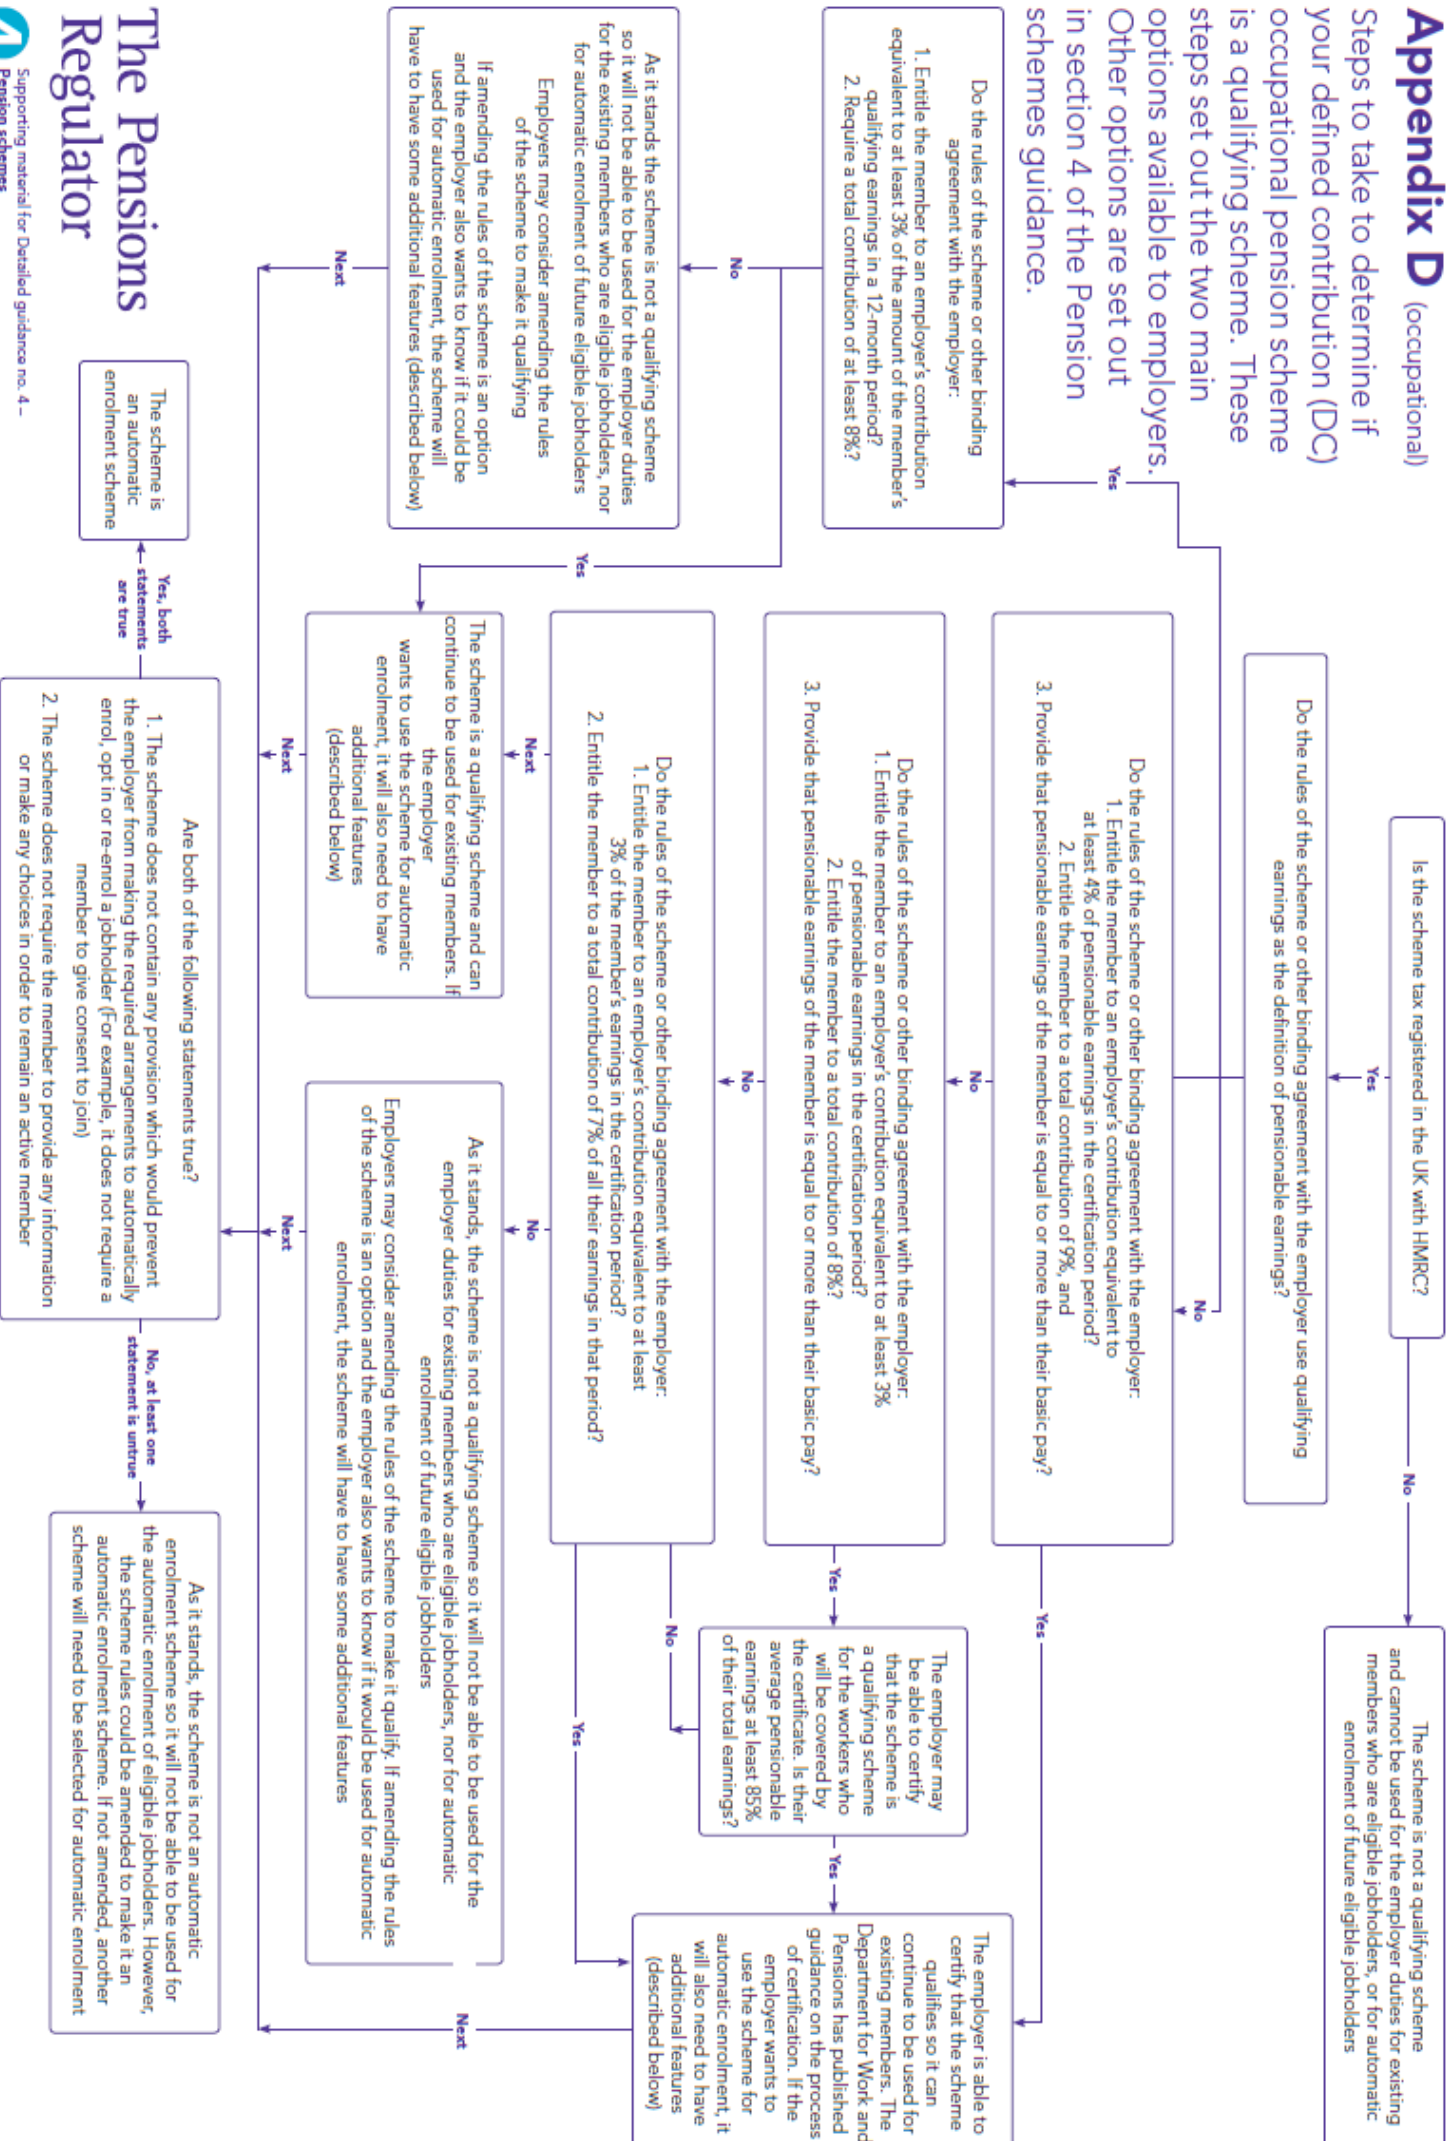 Appendix D (occupational)
Steps to take to determine if
your defined contribution (DC)
occupational pension scheme
is a qualifying scheme. These
steps set out the two main
options available to employers.
Other options are set out
in section 4 of the Pension
schemes guidance.
Is the scheme tax registered in the UK with HMRC?
No
The scheme is not a qualifying scheme
and cannot be used for the employer duties for existing
members who are eligible jobholders, or for automatic
enrolment of future eligible jobholders
Yes
Do the rules of the scheme or other binding agreement with the employer use qualifying
earnings as the definition of pensionable earnings?
Yes
No
Do the rules of the scheme or other binding
agreement with the employer:
1. Entitle the member to an employer's contribution
equivalent to at least 3% of the amount of the member's
qualifying earnings in a 12-month period?
2. Require a total contribution of at least 8%?
Do the rules of the scheme or other binding agreement with the employer:
1. Entitle the member to an employer's contribution equivalent to
at least 4% of pensionable earnings in the certification period?
2. Entitle the member to a total contribution of 9%, and
3. Provide that pensionable earnings of the member is equal to or more than their basic pay?
Yes
No
Do the rules of the scheme or other binding agreement with the employer:
1. Entitle the member to an employer's contribution equivalent to at least 3%
of pensionable earnings in the certification period?
2. Entitle the member to a total contribution of 8%?
3. Provide that pensionable earnings of the member is equal to or more than their basic pay?
Yes
The employer may
be able to certify
that the scheme is
a qualifying scheme
for the workers who
will be covered by
the certificate. Is their
average pensionable
earnings at least 85%
of their total earnings?
Yes
The employer is able to
certify that the scheme
qualifies so it can
continue to be used for
existing members. The
Department for Work and
Pensions has published
guidance on the process
of certification. If the
employer wants to
use the scheme for
automatic enrolment, it
will also need to have
additional features
(described below)
No
No
No
Yes
As it stands the scheme is not a qualifying scheme
so it will not be able to be used for the employer duties
for the existing members who are eligible jobholders, nor
for automatic enrolment of future eligible jobholders
Employers may consider amending the rules
of the scheme to make it qualifying
If amending the rules of the scheme is an option
and the employer also wants to know if it could be
used for automatic enrolment, the scheme will
have to have some additional features (described below)
Do the rules of the scheme or other binding agreement with the employer:
1. Entitle the member to an employer's contribution equivalent to at least
3% of the member's earnings in the certification period?
2. Entitle the member to a total contribution of 7% of all their earnings in that period?
Yes
Next
No
The scheme is a qualifying scheme and can
continue to be used for existing members. If
the employer
wants to use the scheme for automatic
enrolment, it will also need to have
additional features
(described below)
As it stands, the scheme is not a qualifying scheme so it will not be able to be used for the
employer duties for existing members who are eligible jobholders, nor for automatic
enrolment of future eligible jobholders
Employers may consider amending the rules of the scheme to make it qualify. If amending the rules
of the scheme is an option and the employer also wants to know if it would be used for automatic
enrolment, the scheme will have to have some additional features
Next
Next
Next
Next
Are both of the following statements true?
1. The scheme does not contain any provision which would prevent
the employer from making the required arrangements to automatically
enrol, opt in or re-enrol a jobholder (For example, it does not require a
member to give consent to join)
2. The scheme does not require the member to provide any information
or make any choices in order to remain an active member
Yes, both
statements
are true
The scheme is
an automatic
enrolment scheme
No, at least one
statement is untrue
As it stands, the scheme is not an automatic
enrolment scheme so it will not be able to be used for
the automatic enrolment of eligible jobholders. However,
the scheme rules could be amended to make it an
automatic enrolment scheme. If not amended, another
scheme will need to be selected for automatic enrolment
The Pensions
Regulator
4
Supporting material for Detailed guidance no. 4 –
Pension schemes